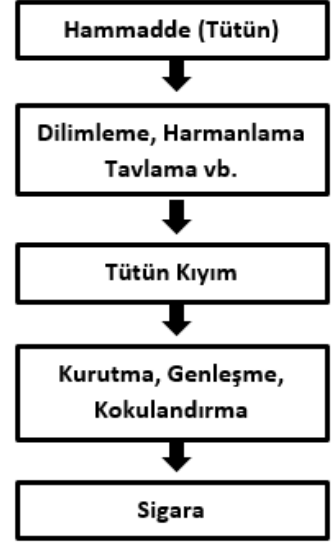 Hammadde (Tütün)
Dilimleme, Harmanlama
Tavlama vb.
Tütün Kıyım
Kurutma, Genleşme,
Kokulandırma
Sigara